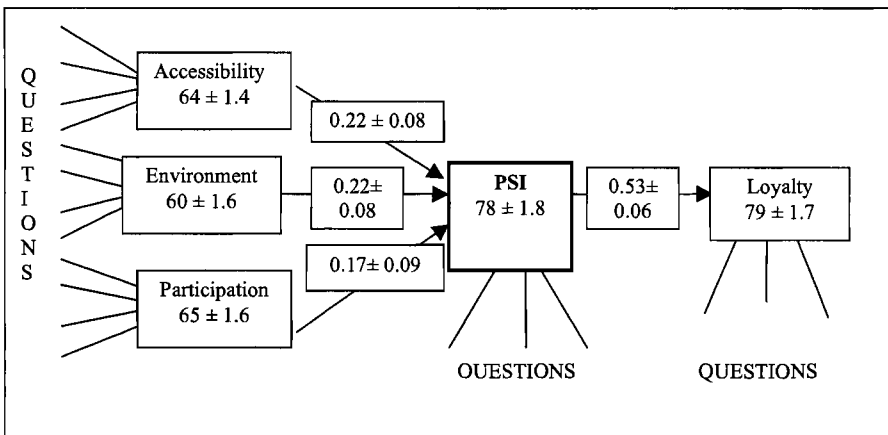 QUESTIONS
Accessibility
64 ± 1.4
0.22 ± 0.08
Environment
60 ± 1.6
0.22±
0.08
Participation
65 ± 1.6
0.17± 0.09
PSI
78 ± 1.8
0.53±
0.06
Loyalty
79 ± 1.7
OUESTIONS
QUESTIONS